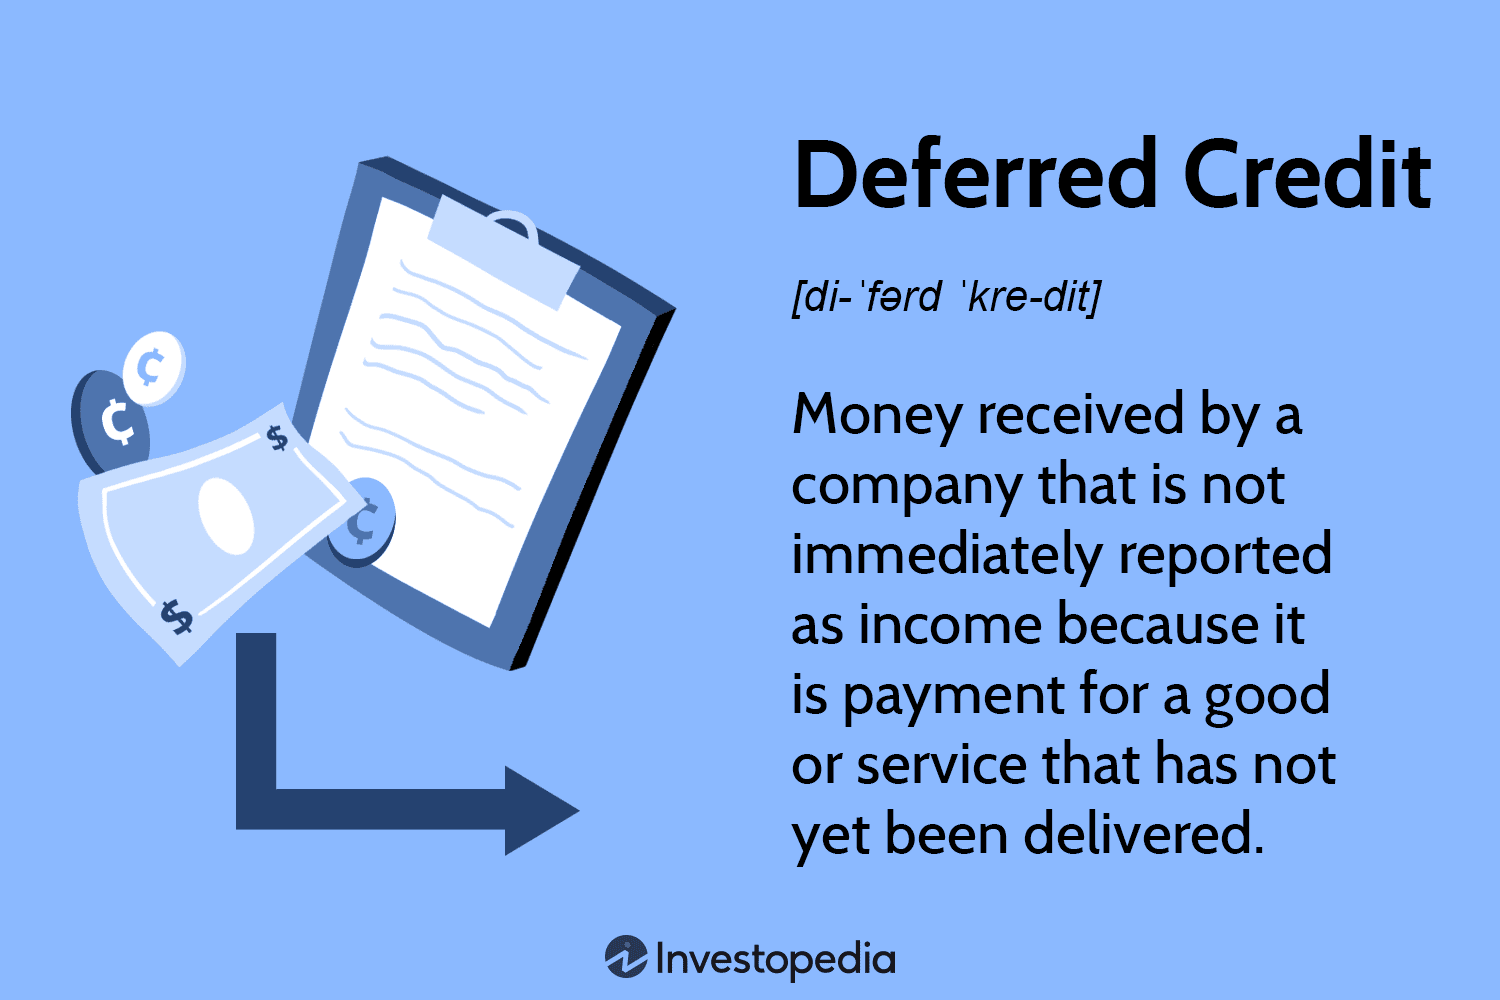 Deferred Credit
[di-ˈfərd ˈkre-dit]
Money received by a
company that is not
immediately reported
as income because it
is payment for a good
or service that has not
yet been delivered.
¢
¢
$
¢
$
Investopedia